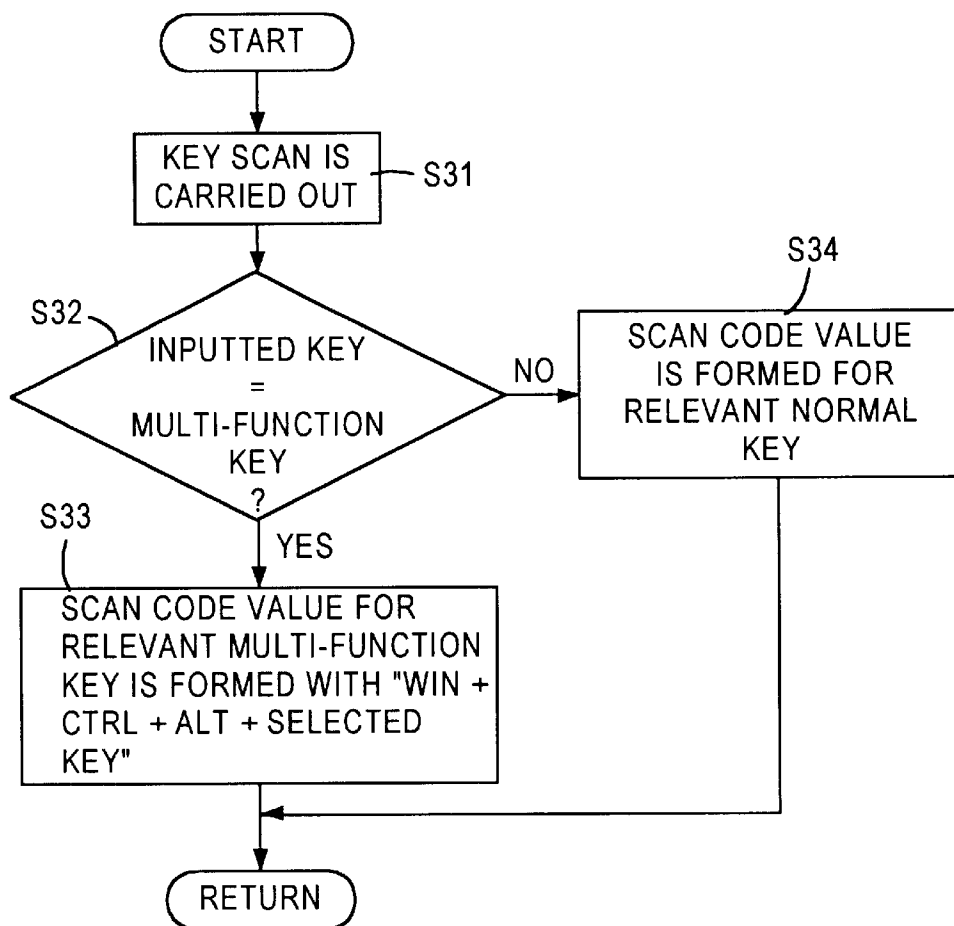 START
KEY SCAN IS
CARRIED OUT
S31
S32
INPUTTED KEY
=
MULTI-FUNCTION
KEY
?
NO
S34
SCAN CODE VALUE
IS FORMED FOR
RELEVANT NORMAL
KEY
YES
S33
SCAN CODE VALUE FOR
RELEVANT MULTI-FUNCTION
KEY IS FORMED WITH "WIN +
CTRL + ALT + SELECTED
KEY"
RETURN